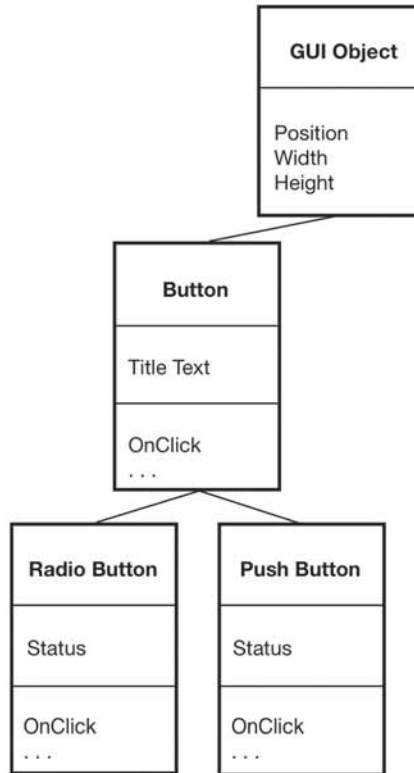 GUI Object
Position
Width
Height
Button
Title Text
OnClick
. . .
Radio Button
Status
OnClick
. . .
Push Button
Status
OnClick
. . .